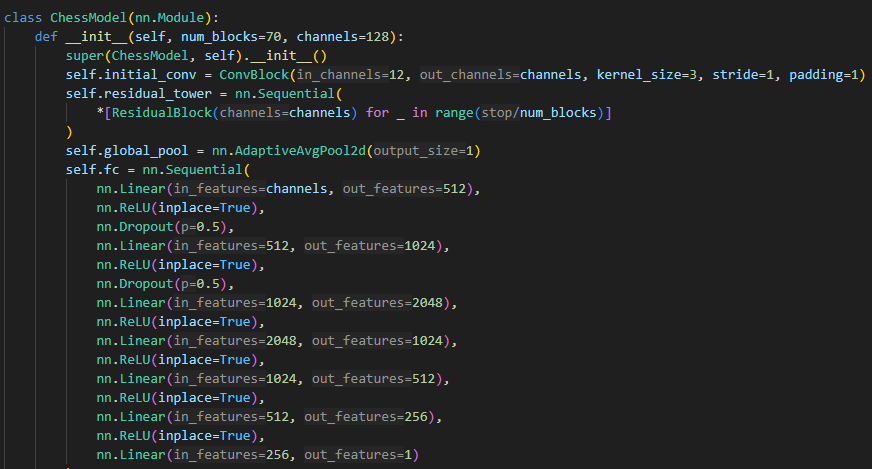 class ChessModel(nn.Module):
    def __init__(self, num_blocks=70, channels=128):
        super(ChessModel, self).__init__()
        self.initial_conv = ConvBlock(in_channels=12, out_channels=channels, kernel_size=3, stride=1, padding=1)
        self.residual_tower = nn.Sequential(
            *[ResidualBlock(channels=channels) for _ in range(stop/num_blocks)]
        )
        self.global_pool = nn.AdaptiveAvgPool2d(output_size=1)
        self.fc = nn.Sequential(
            nn.Linear(in_features=channels, out_features=512),
            nn.ReLU(inplace=True),
            nn.Dropout(p=0.5),
            nn.Linear(in_features=512, out_features=1024),
            nn.ReLU(inplace=True),
            nn.Dropout(p=0.5),
            nn.Linear(in_features=1024, out_features=2048),
            nn.ReLU(inplace=True),
            nn.Linear(in_features=2048, out_features=1024),
            nn.ReLU(inplace=True),
            nn.Linear(in_features=1024, out_features=512),
            nn.ReLU(inplace=True),
            nn.Linear(in_features=512, out_features=256),
            nn.ReLU(inplace=True),
            nn.Linear(in_features=256, out_features=1)